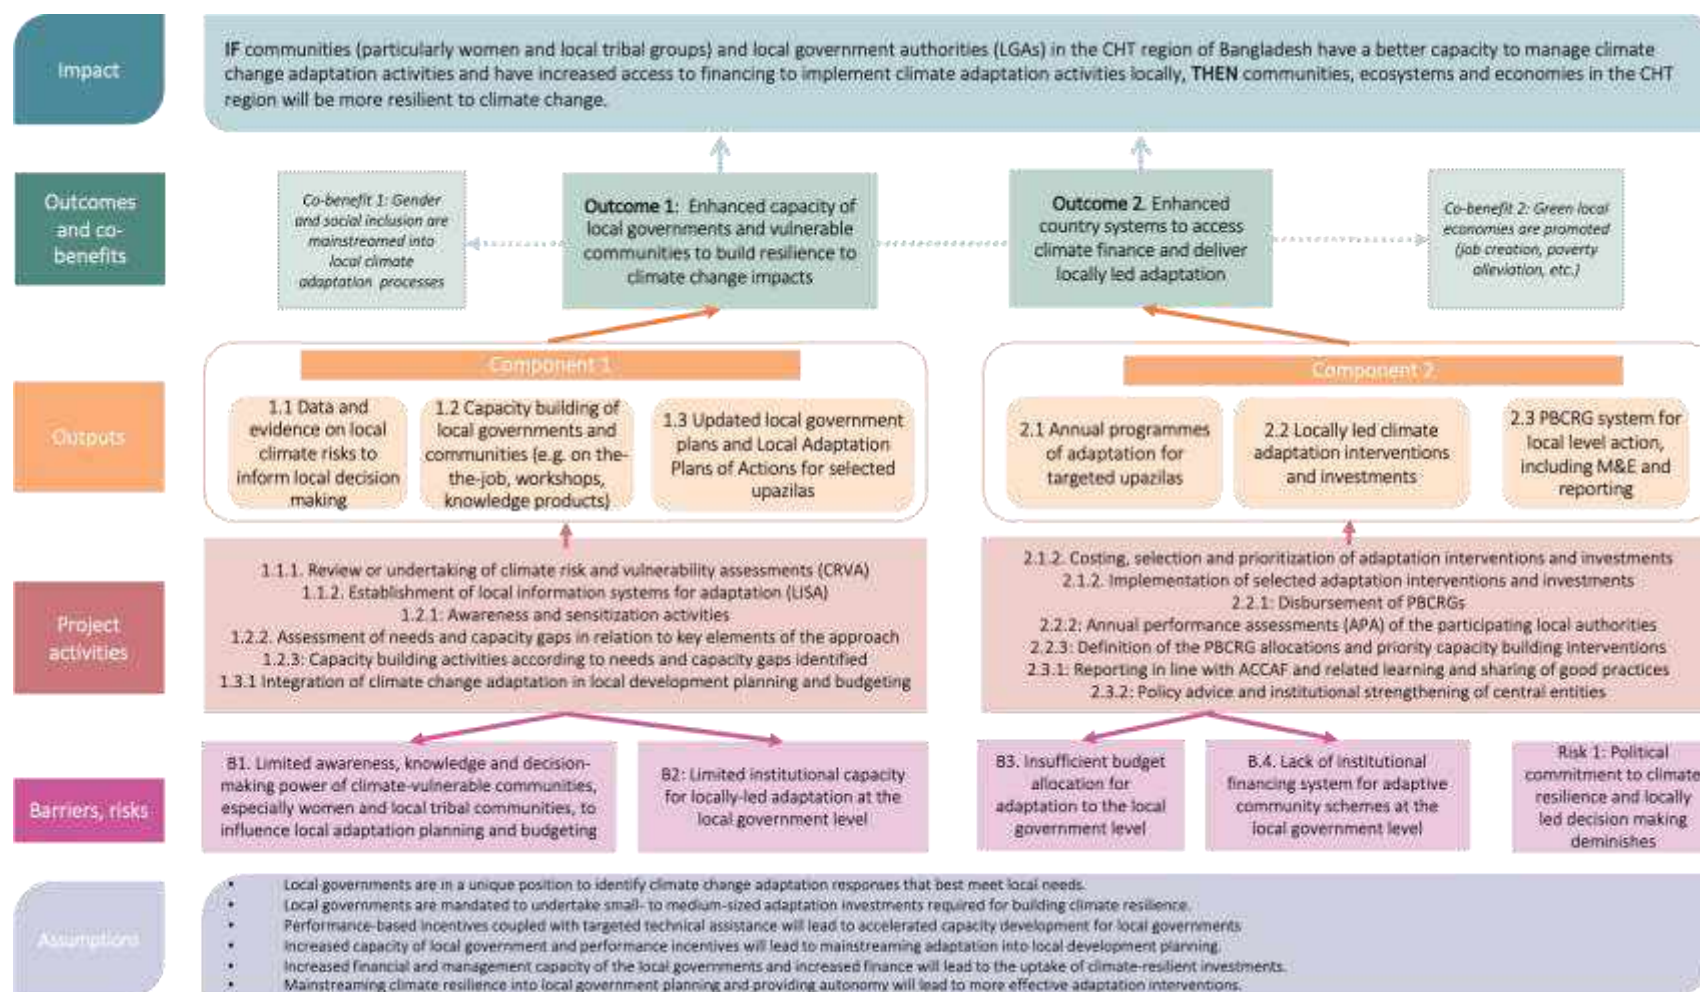 Impact
IF communities (particularly women and local tribal groups) and local government authorities (LGAs) in the CHT region of Bangladesh have a better capacity to manage climate
change adaptation activities and have increased access to financing to implement climate adaptation activities locally, THEN communities, ecosystems and economies in the CHT
region will be more resilient to climate change.
Outcomes
and co-
benefits
Co-benefit 1: Gender
and social inclusion are
mainstreamed into
local climate
adaptation processes
Outcome 1: Enhanced capacity of
local governments and vulnerable
communities to build resilience to
climate change impacts
Outcome 2. Enhanced
country systems to access
climate finance and deliver
locally led adaptation
Co-benefit 2: Green local
economies are promoted
(job creation, poverty
alleviation, etc.)
Outputs
Component 1
1.1 Data and
evidence on local
climate risks to
inform local decision
making
1.2 Capacity building of
local governments and
communities (e.g. on the-
the-job, workshops,
knowledge products)
1.3 Updated local government
plans and Local Adaptation
Plans of Actions for selected
upazilas
Component 2
2.1 Annual programmes
of adaptation for
targeted upazilas
2.2 Locally led climate
adaptation interventions
and investments
2.3 PBCRG system for
local level action,
including M&E and
reporting
Project
activities
1.1.1. Review or undertaking of climate risk and vulnerability assessments (CRVA)
1.1.2. Establishment of local information systems for adaptation (LISA)
1.2.1: Awareness and sensitization activities
1.2.2. Assessment of needs and capacity gaps in relation to key elements of the approach
1.2.3: Capacity building activities according to needs and capacity gaps identified
1.3.1 Integration of climate change adaptation in local development planning and budgeting
2.1.2. Costing, selection and prioritization of adaptation interventions and investments
2.1.2. Implementation of selected adaptation interventions and investments
2.2.1: Disbursement of PBCRGs
2.2.2: Annual performance assessments (APA) of the participating local authorities
2.2.3: Definition of the PBCRG allocations and priority capacity building interventions
2.3.1: Reporting in line with ACCAF and related learning and sharing of good practices
2.3.2: Policy advice and institutional strengthening of central entities
Barriers, risks
B1. Limited awareness, knowledge and decision-
making power of climate-vulnerable communities,
especially women and local tribal communities, to
influence local adaptation planning and budgeting
B2: Limited institutional capacity
for locally-led adaptation at the
local government level
B3. Insufficient budget
allocation for
adaptation to the local
government level
B.4. Lack of institutional
financing system for adaptive
community schemes at the
local government level
Risk 1: Political
commitment to climate
resilience and locally
led decision making
deminishes
Assumptions
• Local governments are in a unique position to identify climate change adaptation responses that best meet local needs.
• Local governments are mandated to undertake small- to medium-sized adaptation investments required for building climate resilience.
• Performance-based incentives coupled with targeted technical assistance will lead to accelerated capacity development for local governments
• Increased capacity of local government and performance incentives will lead to mainstreaming adaptation into local development planning.
• Increased financial and management capacity of the local governments and increased finance will lead to the uptake of climate-resilient investments.
• Mainstreaming climate resilience into local government planning and providing autonomy will lead to more effective adaptation interventions.